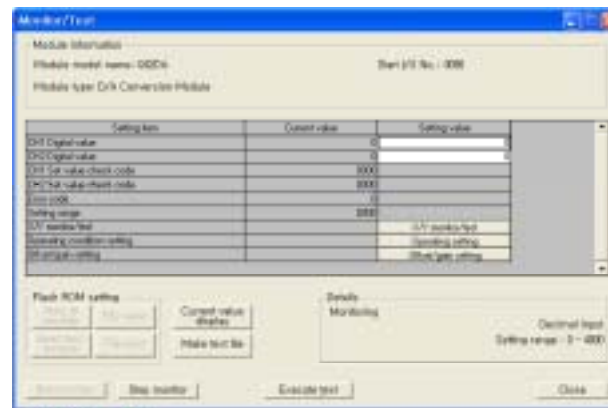 Monitor/Test
Module information
Module model name: Q62DA
Start I/O No.: 0080
Module type: D/A Conversion Module
Setting item Current value Setting value
CH1 Digital value 0
CH2 Digital value 0 0
CH1 Set value check code 0000
CH2 Set value check code 0000
Error code 0
Setting range 0000
X/Y monitor/test X/Y monitor/test
Operating condition setting Operating setting
Offset/gain setting Offset/gain setting
Flash ROM setting
Details
Current value
display
Monitoring
Make text file
Decimal input
Setting range 0 - 4000
Stop monitor
Execute test
Close